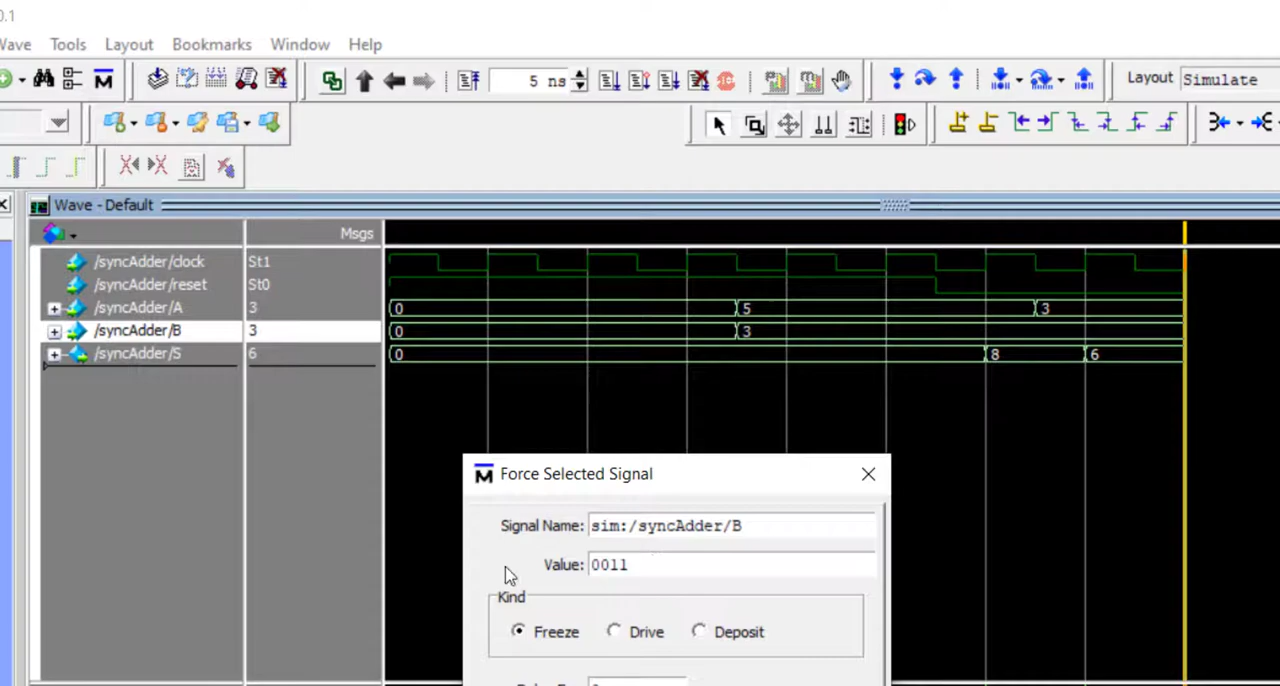 0.1
Wave Tools Layout Bookmarks Window Help
5 ns
Layout Simulate
Wave - Default
Msgs
/syncAdder/clock St1
/syncAdder/reset St0
/syncAdder/A 3 0 5 3
/syncAdder/B 3 0 3
/syncAdder/S 6 0 8 6
Force Selected Signal
Signal Name: sim:/syncAdder/B
Value: 0011
Kind
Freeze Drive Deposit